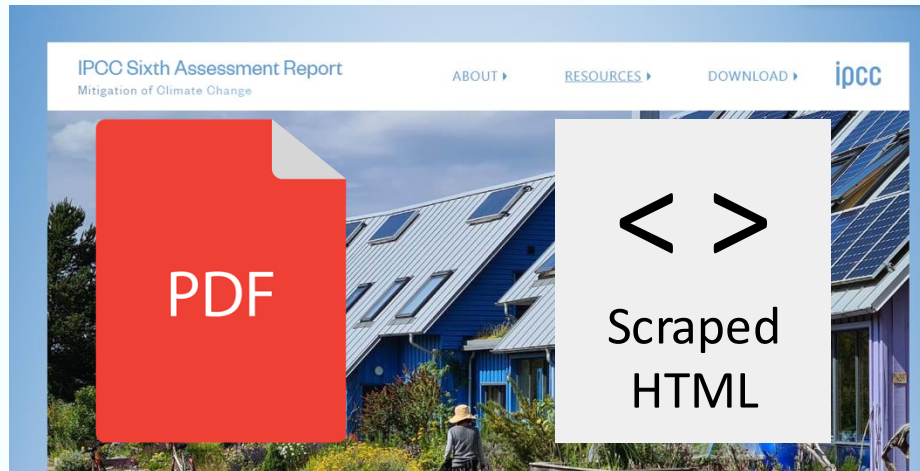 IPCC Sixth Assessment Report
Mitigation of Climate Change
ABOUT
RESOURCES
DOWNLOAD
ipcc
PDF
< >
Scraped
HTML